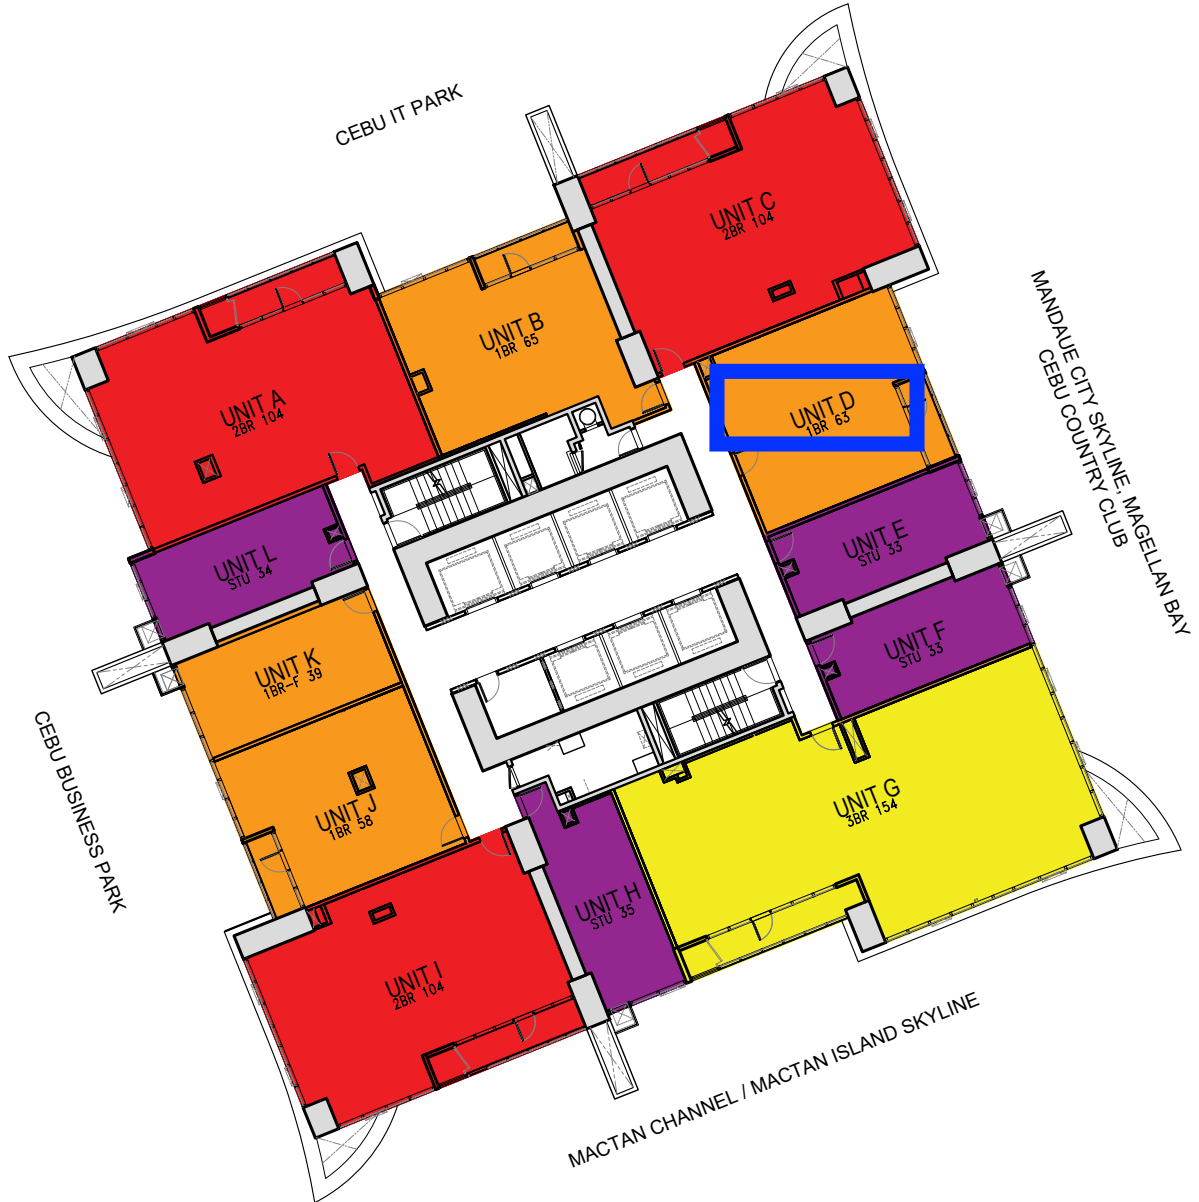 CEBU IT PARK
UNIT C
2BR 104
UNIT B
1BR 65
UNIT A
2BR 104
UNIT D
1BR 63
MANDAUE CITY SKYLINE, MAGELLAN BAY
CEBU COUNTRY CLUB
UNIT E
STU 33
UNIT L
STU 34
UNIT F
STU 33
UNIT K
1BR-F 39
UNIT J
1BR 58
UNIT G
3BR 154
CEBU BUSINESS PARK
UNIT H
STU 35
UNIT I
2BR 104
MACTAN CHANNEL / MACTAN ISLAND SKYLINE